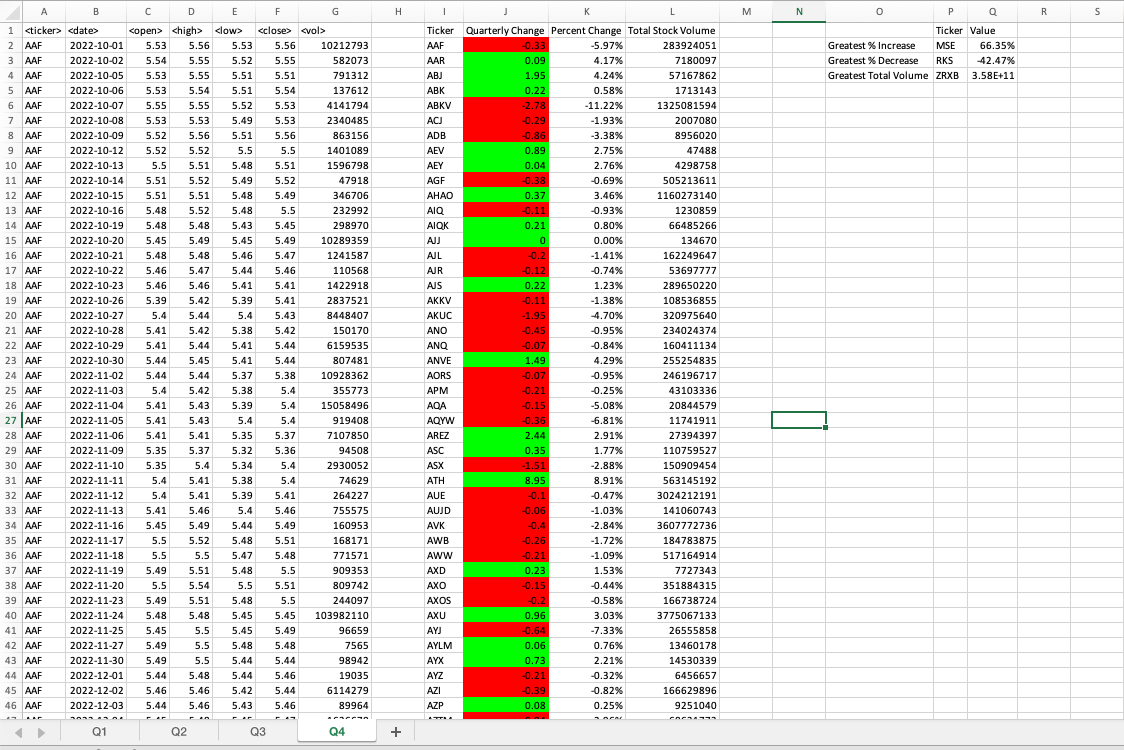 A B C D E F G H I J K L M N O P Q R S
1 <ticker> <date> <open> <high> <low> <close> <vol> Ticker Quarterly Change Percent Change Total Stock Volume Ticker Value
2 AAF 2022-10-01 5.53 5.56 5.53 5.56 10212793 AAF -0.33 -5.97% 283924051 Greatest % Increase MSE 66.35%
3 AAF 2022-10-02 5.54 5.55 5.52 5.55 582073 AAR 0.09 4.17% 7180097 Greatest % Decrease RKS -42.47%
4 AAF 2022-10-05 5.53 5.55 5.51 5.51 791312 ABJ 1.95 4.24% 57167862 Greatest Total Volume ZRXB 3.58E+11
5 AAF 2022-10-06 5.53 5.54 5.51 5.54 137612 ABK 0.22 0.58% 1713143
6 AAF 2022-10-07 5.55 5.55 5.52 5.53 4141794 ABKV -2.78 -11.22% 1325081594
7 AAF 2022-10-08 5.53 5.53 5.49 5.53 2340485 ACJ -0.29 -1.93% 2007080
8 AAF 2022-10-09 5.52 5.56 5.51 5.56 863156 ADB -0.86 -3.38% 8956020
9 AAF 2022-10-12 5.52 5.52 5.5 5.5 1401089 AEV 0.89 2.75% 47488
10 AAF 2022-10-13 5.5 5.51 5.48 5.51 1596798 AEY 0.04 2.76% 4298758
11 AAF 2022-10-14 5.51 5.52 5.49 5.52 47918 AGF -0.38 -0.69% 505213611
12 AAF 2022-10-15 5.51 5.51 5.48 5.49 346706 AHAO 0.37 3.46% 1160273140
13 AAF 2022-10-16 5.48 5.52 5.48 5.5 232992 AIQ -0.11 -0.93% 1230859
14 AAF 2022-10-19 5.48 5.48 5.43 5.45 298970 AIQK 0.21 0.80% 66485266
15 AAF 2022-10-20 5.45 5.49 5.45 5.49 10289359 AJJ 0 0.00% 134670
16 AAF 2022-10-21 5.48 5.48 5.46 5.47 1241587 AJL -0.2 -1.41% 162249647
17 AAF 2022-10-22 5.46 5.47 5.44 5.46 110568 AJR -0.12 -0.74% 53697777
18 AAF 2022-10-23 5.46 5.46 5.41 5.41 1422918 AJS 0.22 1.23% 289650220
19 AAF 2022-10-26 5.39 5.42 5.39 5.41 2837521 AKKV -0.11 -1.38% 108536855
20 AAF 2022-10-27 5.4 5.44 5.4 5.43 8448407 AKUC -1.95 -4.70% 320975640
21 AAF 2022-10-28 5.41 5.42 5.38 5.42 150170 ANO -0.45 -0.95% 234024374
22 AAF 2022-10-29 5.41 5.44 5.41 5.44 6159535 ANQ -0.07 -0.84% 160411134
23 AAF 2022-10-30 5.44 5.45 5.41 5.44 807481 ANVE 1.49 4.29% 255254835
24 AAF 2022-11-02 5.44 5.44 5.37 5.38 10928362 AORS -0.07 -0.95% 246196717
25 AAF 2022-11-03 5.4 5.42 5.38 5.4 355773 APM -0.21 -0.25% 43103336
26 AAF 2022-11-04 5.41 5.43 5.39 5.4 15058496 AQA -0.15 -5.08% 20844579
27 AAF 2022-11-05 5.41 5.43 5.4 5.4 919408 AQYW -0.36 -6.81% 11741911
28 AAF 2022-11-06 5.41 5.41 5.35 5.37 7107850 AREZ 2.44 2.91% 27394397
29 AAF 2022-11-09 5.35 5.37 5.32 5.36 94508 ASC 0.35 1.77% 110759527
30 AAF 2022-11-10 5.35 5.4 5.34 5.4 2930052 ASX -1.51 -2.88% 150909454
31 AAF 2022-11-11 5.4 5.41 5.38 5.4 74629 ATH 8.95 8.91% 563145192
32 AAF 2022-11-12 5.4 5.41 5.39 5.41 264227 AUE -0.1 -0.47% 3024212191
33 AAF 2022-11-13 5.41 5.46 5.4 5.46 755575 AUJD -0.06 -1.03% 141060743
34 AAF 2022-11-16 5.45 5.49 5.44 5.49 160953 AVK -0.4 -2.84% 3607772736
35 AAF 2022-11-17 5.5 5.52 5.48 5.51 168171 AWB -0.26 -1.72% 184783875
36 AAF 2022-11-18 5.5 5.5 5.47 5.48 771571 AWW -0.21 -1.09% 517164914
37 AAF 2022-11-19 5.49 5.51 5.48 5.5 909353 AXD 0.23 1.53% 7727343
38 AAF 2022-11-20 5.5 5.54 5.5 5.51 809742 AXO -0.15 -0.44% 351884315
39 AAF 2022-11-23 5.49 5.51 5.48 5.5 244097 AXOS -0.2 -0.58% 166738724
40 AAF 2022-11-24 5.48 5.48 5.45 5.45 103982110 AXU 0.96 3.03% 3775067133
41 AAF 2022-11-25 5.45 5.5 5.45 5.49 96659 AYJ -0.64 -7.33% 26555858
42 AAF 2022-11-27 5.49 5.5 5.48 5.48 7565 AYLM 0.06 0.76% 13460178
43 AAF 2022-11-30 5.49 5.5 5.44 5.44 98942 AYX 0.73 2.21% 14530339
44 AAF 2022-12-01 5.44 5.48 5.44 5.46 19035 AYZ -0.21 -0.32% 6456657
45 AAF 2022-12-02 5.46 5.46 5.42 5.44 6114279 AZI -0.39 -0.82% 166629896
46 AAF 2022-12-03 5.44 5.46 5.43 5.46 89964 AZP 0.08 0.25% 9251040
Q1 Q2 Q3 Q4 +